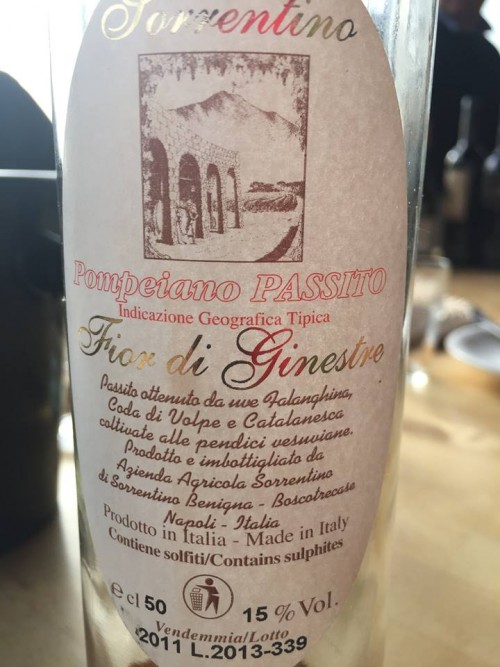 Sorrentino
Pompeiano PASSITO
Indicazione Geografica Tipica
Fior di Ginestre
Passito ottenuto da uve Falanghina,
Coda di Volpe e Catalanesca
coltivate alle pendici vesuviane.
Prodotto e imbottigliato da
Azienda Agricola Sorrentino
di Sorrentino Benigna - Boscotrecase
Napoli - Italia
Prodotto in Italia - Made in Italy
Contiene solfiti/Contains sulphites
e cl 50 15 % Vol.
Vendemmia/Lotto
2011 L.2013-339